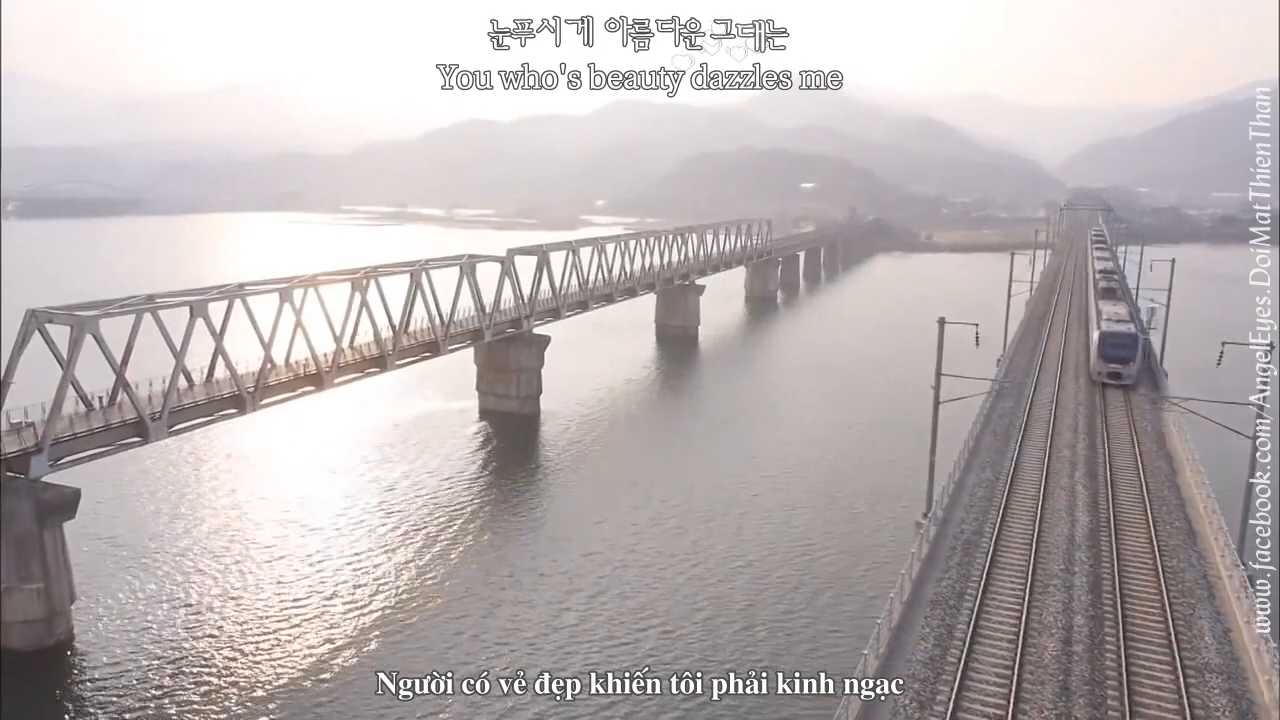 눈푸시게 아름다운 그대는
You who's beauty dazzles me
www.facebook.com/AngelEyes.DoiMatThienThan
Người có vẻ đẹp khiến tôi phải kinh ngạc